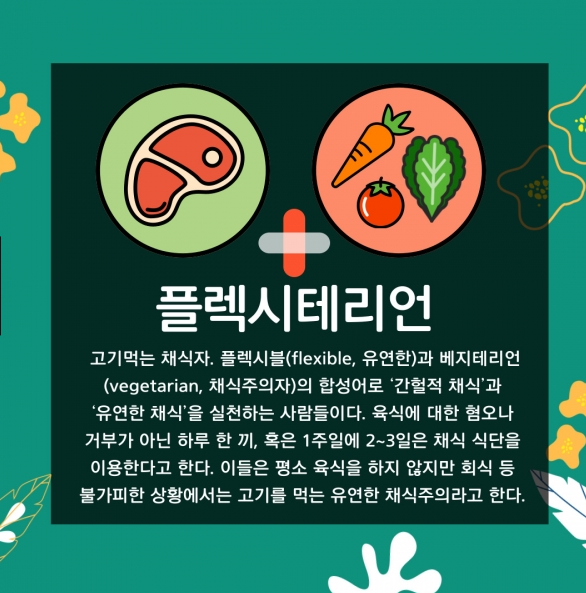 플렉시테리언
고기먹는 채식자. 플렉시블(flexible, 유연한)과 베지테리언
(vegetarian, 채식주의자)의 합성어로 ‘간헐적 채식’과
‘유연한 채식’을 실천하는 사람들이다. 육식에 대한 혐오나
거부가 아닌 하루 한 끼, 혹은 1주일에 2~3일은 채식 식단을
이용한다고 한다. 이들은 평소 육식을 하지 않지만 회식 등
불가피한 상황에서는 고기를 먹는 유연한 채식주의라고 한다.